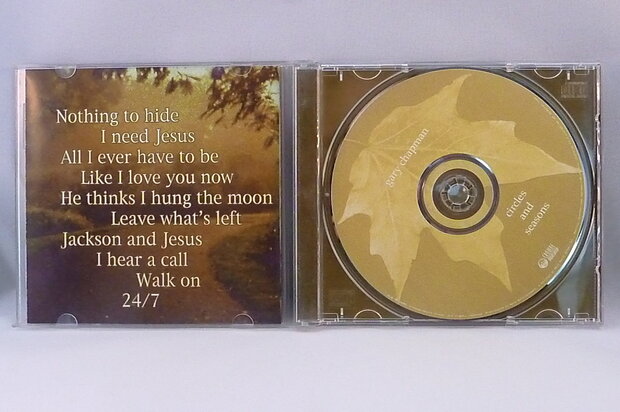 Nothing to hide
I need Jesus
All I ever have to be
Like I love you now
He thinks I hung the moon
Leave what's left
Jackson and Jesus
I hear a call
Walk on
24/7
gary chapman
circles
and
seasons